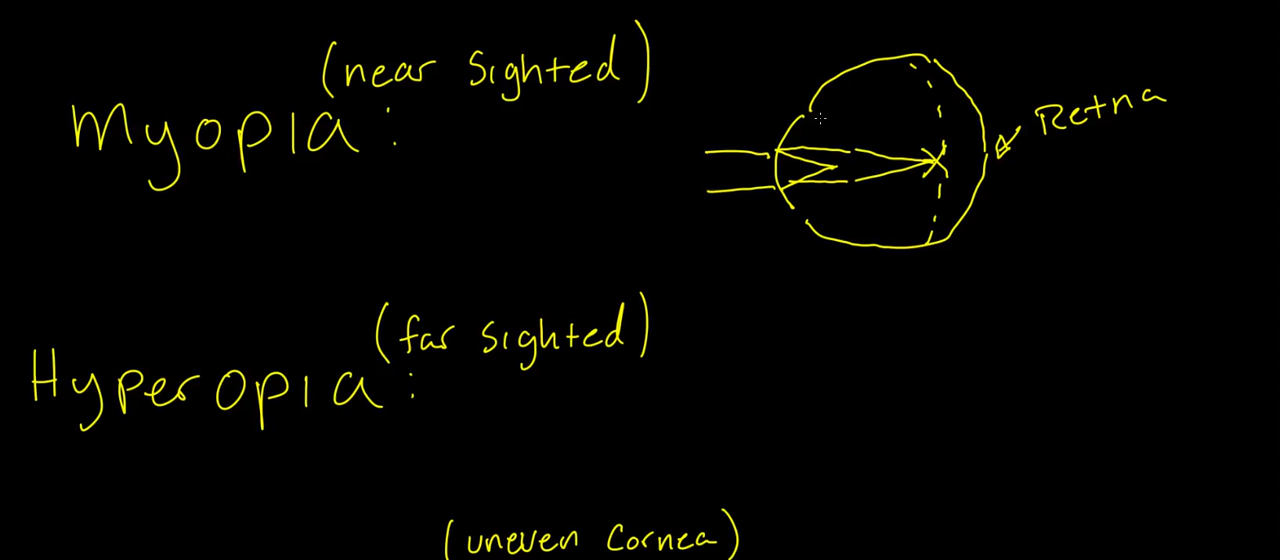 (near sighted)
Myopia:
Retna
(far sighted)
Hyperopia:
(uneven cornea)